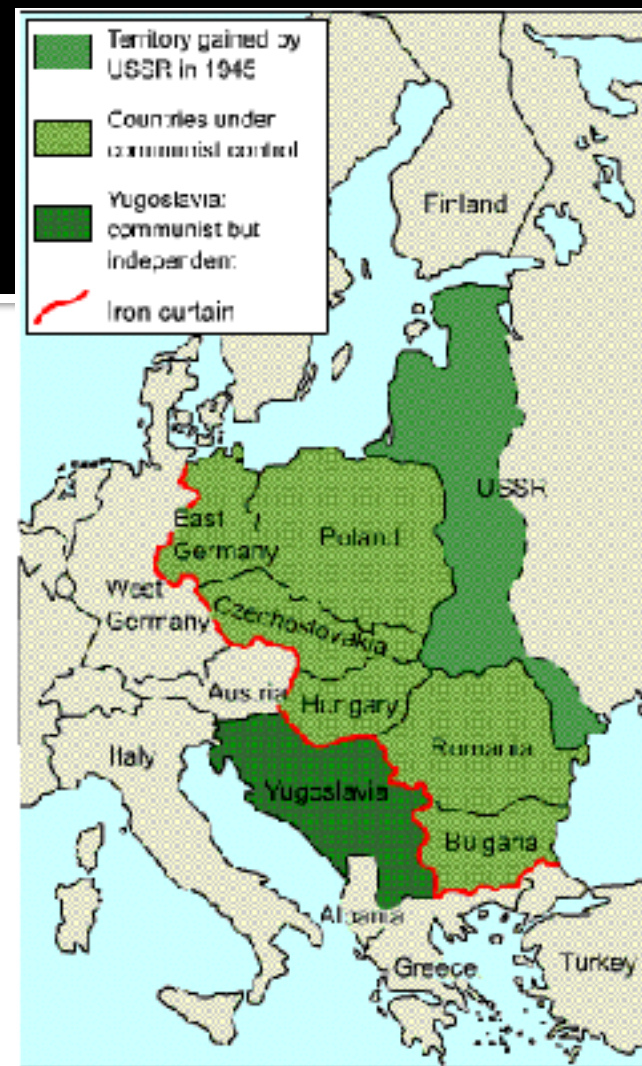 Territory gained by
USSR in 1945
Countries under
communist control
Yugoslavia:
communist but
independent
Iron curtain
Finland
USSR
East
Germany
Poland
West
Germany
Czechoslovakia
Austria
Hungary
Romania
Italy
Yugoslavia
Bulgaria
Albania
Greece
Turkey